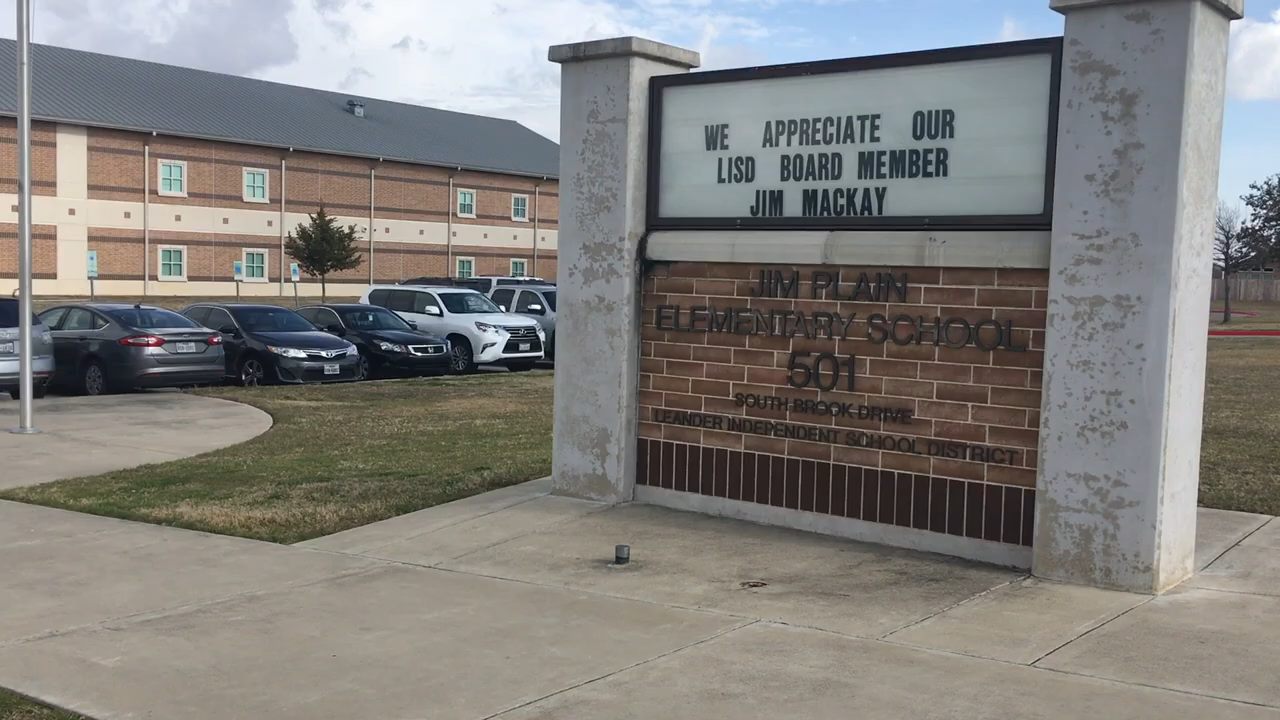 WE APPRECIATE OUR
LISD BOARD MEMBER
JIM MACKAY
JIM PLAIN
ELEMENTARY SCHOOL
501
SOUTH BROOK DRIVE
LEANDER INDEPENDENT SCHOOL DISTRICT